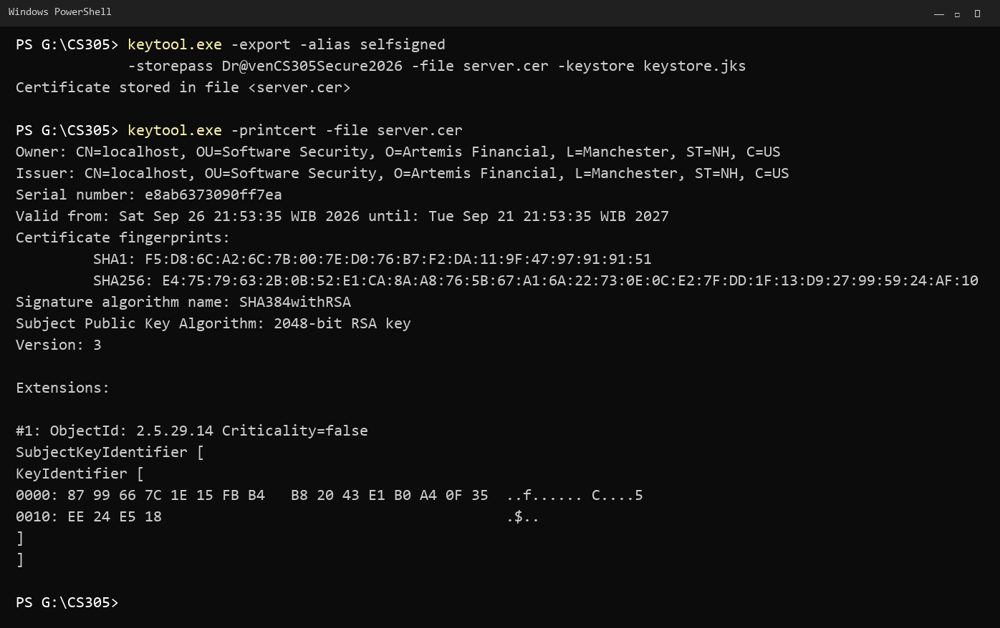 Windows PowerShell
PS G:\CS305> keytool.exe -export -alias selfsigned
-storepass Dr@venCS305Secure2026 -file server.cer -keystore keystore.jks
Certificate stored in file <server.cer>
PS G:\CS305> keytool.exe -printcert -file server.cer
Owner: CN=localhost, OU=Software Security, O=Artemis Financial, L=Manchester, ST=NH, C=US
Issuer: CN=localhost, OU=Software Security, O=Artemis Financial, L=Manchester, ST=NH, C=US
Serial number: e8ab6373090ff7ea
Valid from: Sat Sep 26 21:53:35 WIB 2026 until: Tue Sep 21 21:53:35 WIB 2027
Certificate fingerprints:
SHA1: F5:D8:6C:A2:6C:7B:00:7E:D0:76:B7:F2:DA:11:9F:47:97:91:91:51
SHA256: E4:75:79:63:2B:0B:52:E1:CA:8A:A8:76:5B:67:A1:6A:22:73:0E:0C:E2:7F:DD:1F:13:D9:27:99:59:24:AF:10
Signature algorithm name: SHA384withRSA
Subject Public Key Algorithm: 2048-bit RSA key
Version: 3
Extensions:
#1: ObjectId: 2.5.29.14 Criticality=false
SubjectKeyIdentifier [
KeyIdentifier [
0000: 87 99 66 7C 1E 15 FB B4   B8 20 43 E1 B0 A4 0F 35  ..f...... C....5
0010: EE 24 E5 18                                        .$..
]
]
PS G:\CS305>